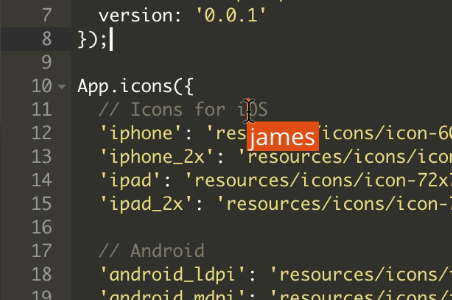 7 version: '0.0.1'
8 });
9
10 App.icons({
11 // Icons for iOS
12 'iphone': 'res james /icons/icon-60
13 'iphone_2x': 'resources/icons/icon-
14 'ipad': 'resources/icons/icon-72x7
15 'ipad_2x': 'resources/icons/icon-7
16
17 // Android
18 'android_ldpi': 'resources/icons/i
19 'android_mdpi': 'resources/icons/